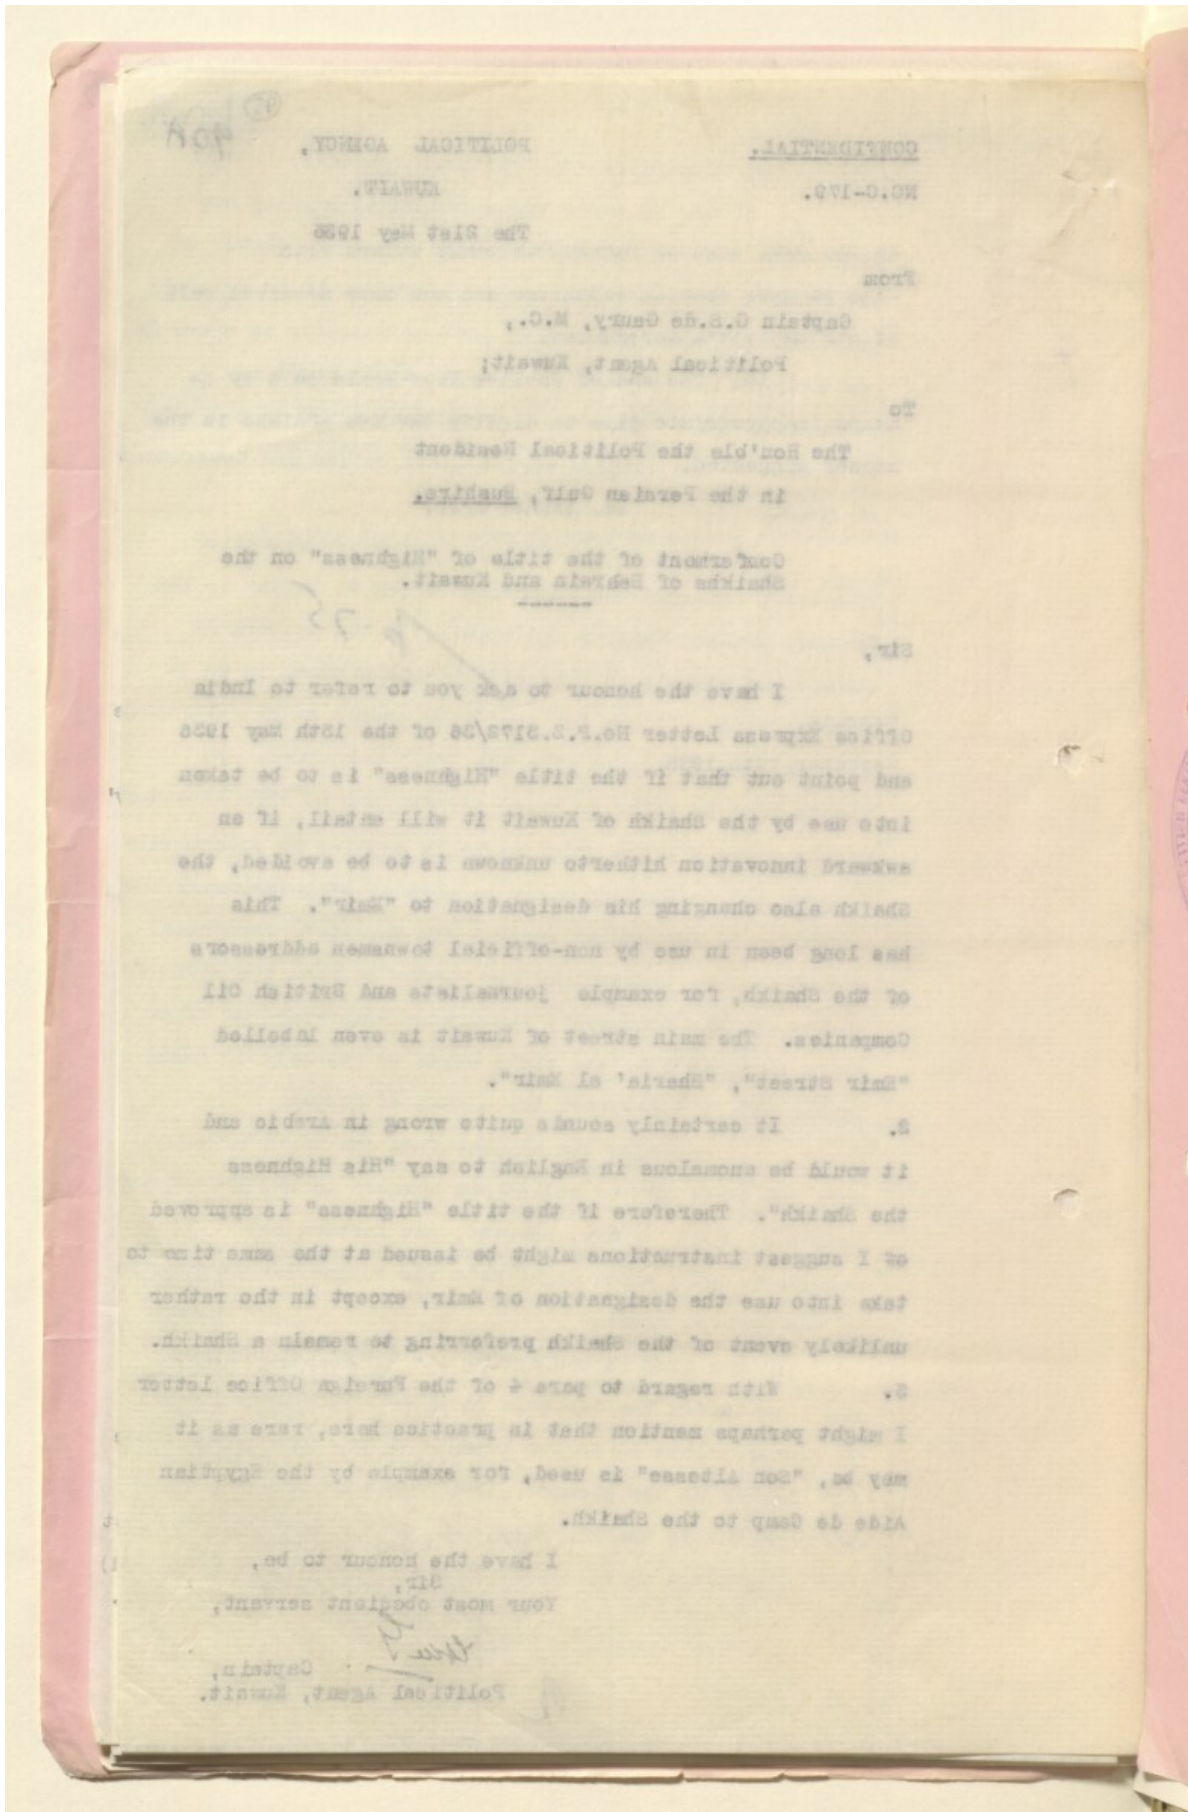 90A
CONFIDENTIAL. POLITICAL AGENCY,
NO.C-179. KUWAIT.
The 21st May 1936
From
Captain G.S.de Gaury, M.C.,
Political Agent, Kuwait;
To
The Hon'ble the Political Resident
in the Persian Gulf, Bushire.
Conferment of the title of "Highness" on the
Shaikhs of Bahrain and Kuwait.
p-75
Sir,
I have the honour to ask you to refer to India
Office Express Letter No.P.Z.3172/36 of the 15th May 1936
and point out that if the title "Highness" is to be taken
into use by the Shaikh of Kuwait it will entail, if an
awkward innovation hitherto unknown is to be avoided, the
Shaikh also changing his designation to "Emir". This
has long been in use by non-official townsmen addressors
of the Shaikh, for example journalists and British Oil
Companies. The main street of Kuwait is even labelled
"Emir Street", "Sharia' al Emir".
2. It certainly sounds quite wrong in Arabic and
it would be anomalous in English to say "His Highness
the Shaikh". Therefore if the title "Highness" is approved
I suggest instructions might be issued at the same time to
take into use the designation of Emir, except in the rather
unlikely event of the Shaikh preferring to remain a Shaikh.
3. With regard to para 4 of the Foreign Office letter
I might perhaps mention that in practice here, rare as it
may be, "Son Altesse" is used, for example by the Egyptian
Aide de Camp to the Shaikh.
I have the honour to be,
Sir,
Your most obedient servant,
Captain,
Political Agent, Kuwait.